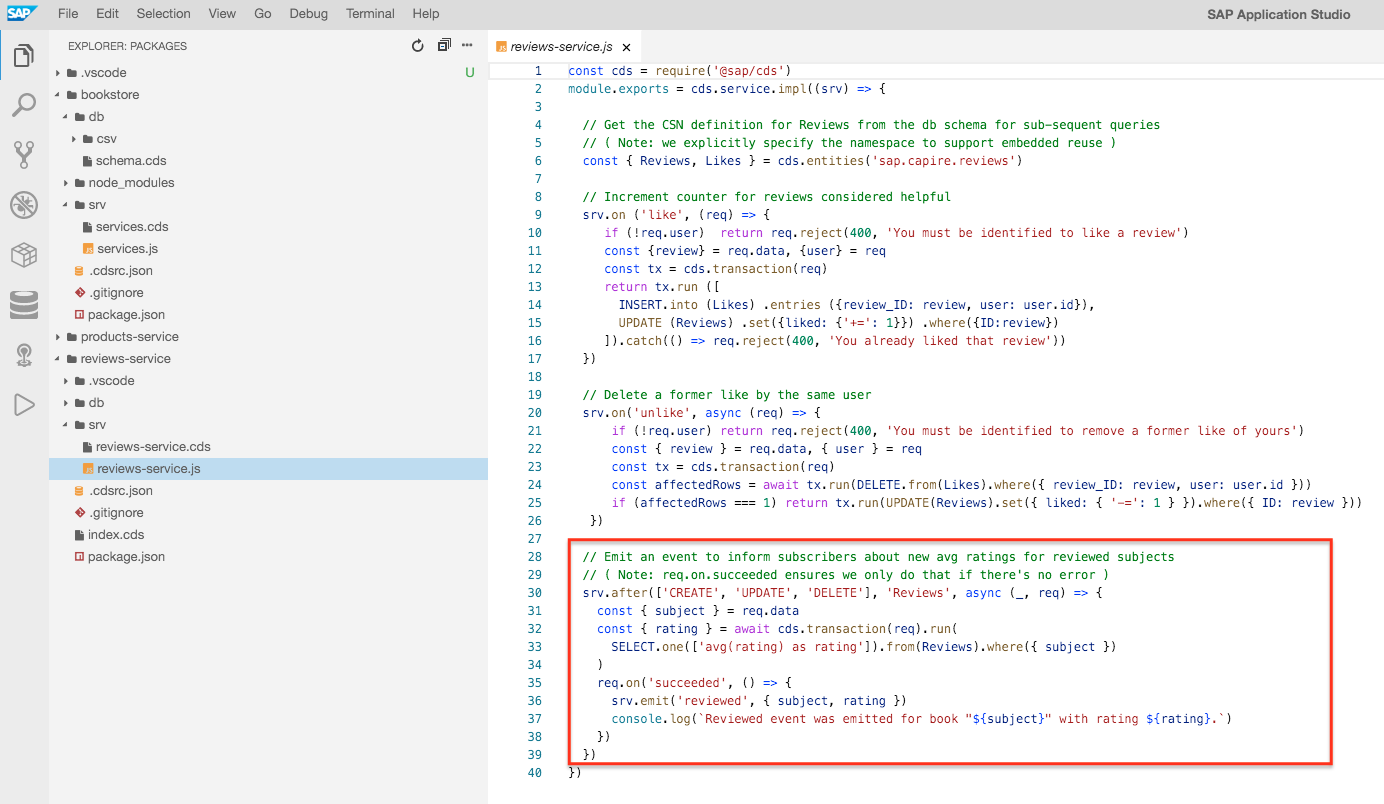 SAP File Edit Selection View Go Debug Terminal Help SAP Application Studio
EXPLORER: PACKAGES
.vscode U
bookstore
db
csv
schema.cds
node_modules
srv
services.cds
JS services.js
.cdsrc.json
.gitignore
package.json
products-service
reviews-service
.vscode
db
srv
reviews-service.cds
JS reviews-service.js
.cdsrc.json
.gitignore
index.cds
package.json
JS reviews-service.js ×
1 const cds = require('@sap/cds')
2 module.exports = cds.service.impl((srv) => {
3
4 // Get the CSN definition for Reviews from the db schema for sub-sequent queries
5 // ( Note: we explicitly specify the namespace to support embedded reuse )
6 const { Reviews, Likes } = cds.entities('sap.capire.reviews')
7
8 // Increment counter for reviews considered helpful
9 srv.on ('like', (req) => {
10 if (!req.user)  return req.reject(400, 'You must be identified to like a review')
11 const {review} = req.data, {user} = req
12 const tx = cds.transaction(req)
13 return tx.run ([
14 INSERT.into (Likes) .entries ({review_ID: review, user: user.id}),
15 UPDATE (Reviews) .set({liked: {'+=': 1}}) .where({ID:review})
16 ]).catch(() => req.reject(400, 'You already liked that review'))
17 })
18
19 // Delete a former like by the same user
20 srv.on('unlike', async (req) => {
21 if (!req.user) return req.reject(400, 'You must be identified to remove a former like of yours')
22 const { review } = req.data, { user } = req
23 const tx = cds.transaction(req)
24 const affectedRows = await tx.run(DELETE.from(Likes).where({ review_ID: review, user: user.id }))
25 if (affectedRows === 1) return tx.run(UPDATE(Reviews).set({ liked: { '-=': 1 } }).where({ ID: review }))
26 })
27
28 // Emit an event to inform subscribers about new avg ratings for reviewed subjects
29 // ( Note: req.on.succeeded ensures we only do that if there's no error )
30 srv.after(['CREATE', 'UPDATE', 'DELETE'], 'Reviews', async (_, req) => {
31 const { subject } = req.data
32 const { rating } = await cds.transaction(req).run(
33 SELECT.one(['avg(rating) as rating']).from(Reviews).where({ subject })
34 )
35 req.on('succeeded', () => {
36 srv.emit('reviewed', { subject, rating })
37 console.log(`Reviewed event was emitted for book "${subject}" with rating ${rating}.`)
38 })
39 })
40 })